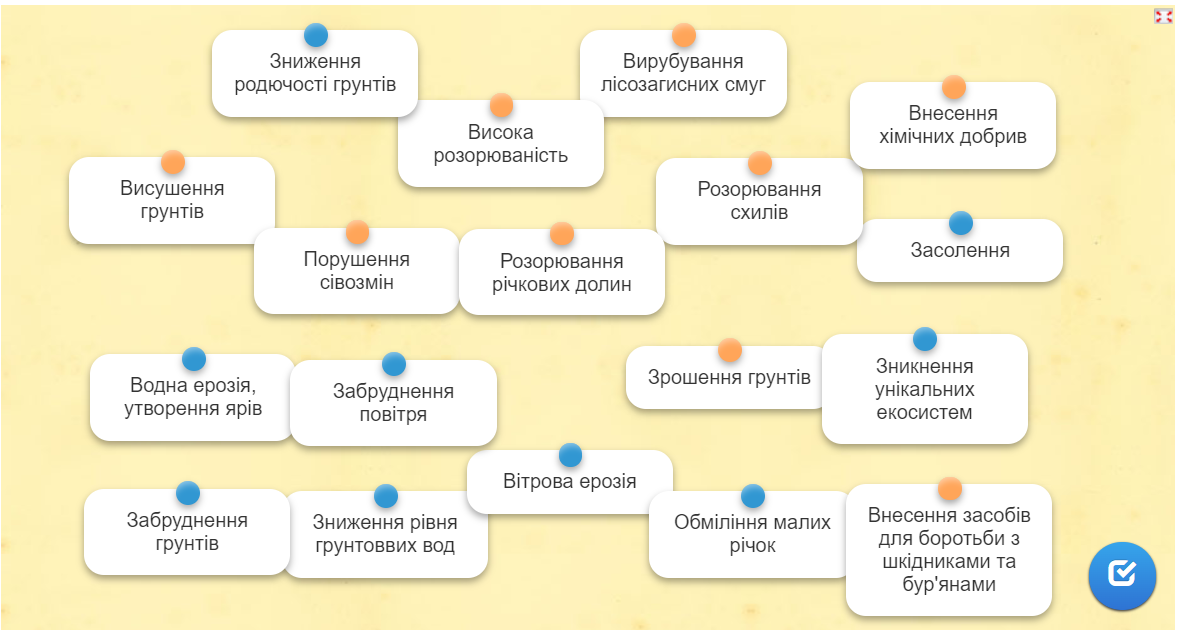 Зниження
родючості грунтів
Вирубування
лісозагисних смуг
Висока
розорюваність
Внесення
хімічних добрив
Висушення
грунтів
Розорювання
схилів
Порушення
сівозмін
Розорювання
річкових долин
Засолення
Водна ерозія,
утворення ярів
Забруднення
повітря
Зрошення грунтів
Зникнення
унікальних
екосистем
Вітрова ерозія
Забруднення
грунтів
Зниження рівня
грунтоввих вод
Обміління малих
річок
Внесення засобів
для боротьби з
шкідниками та
бур'янами